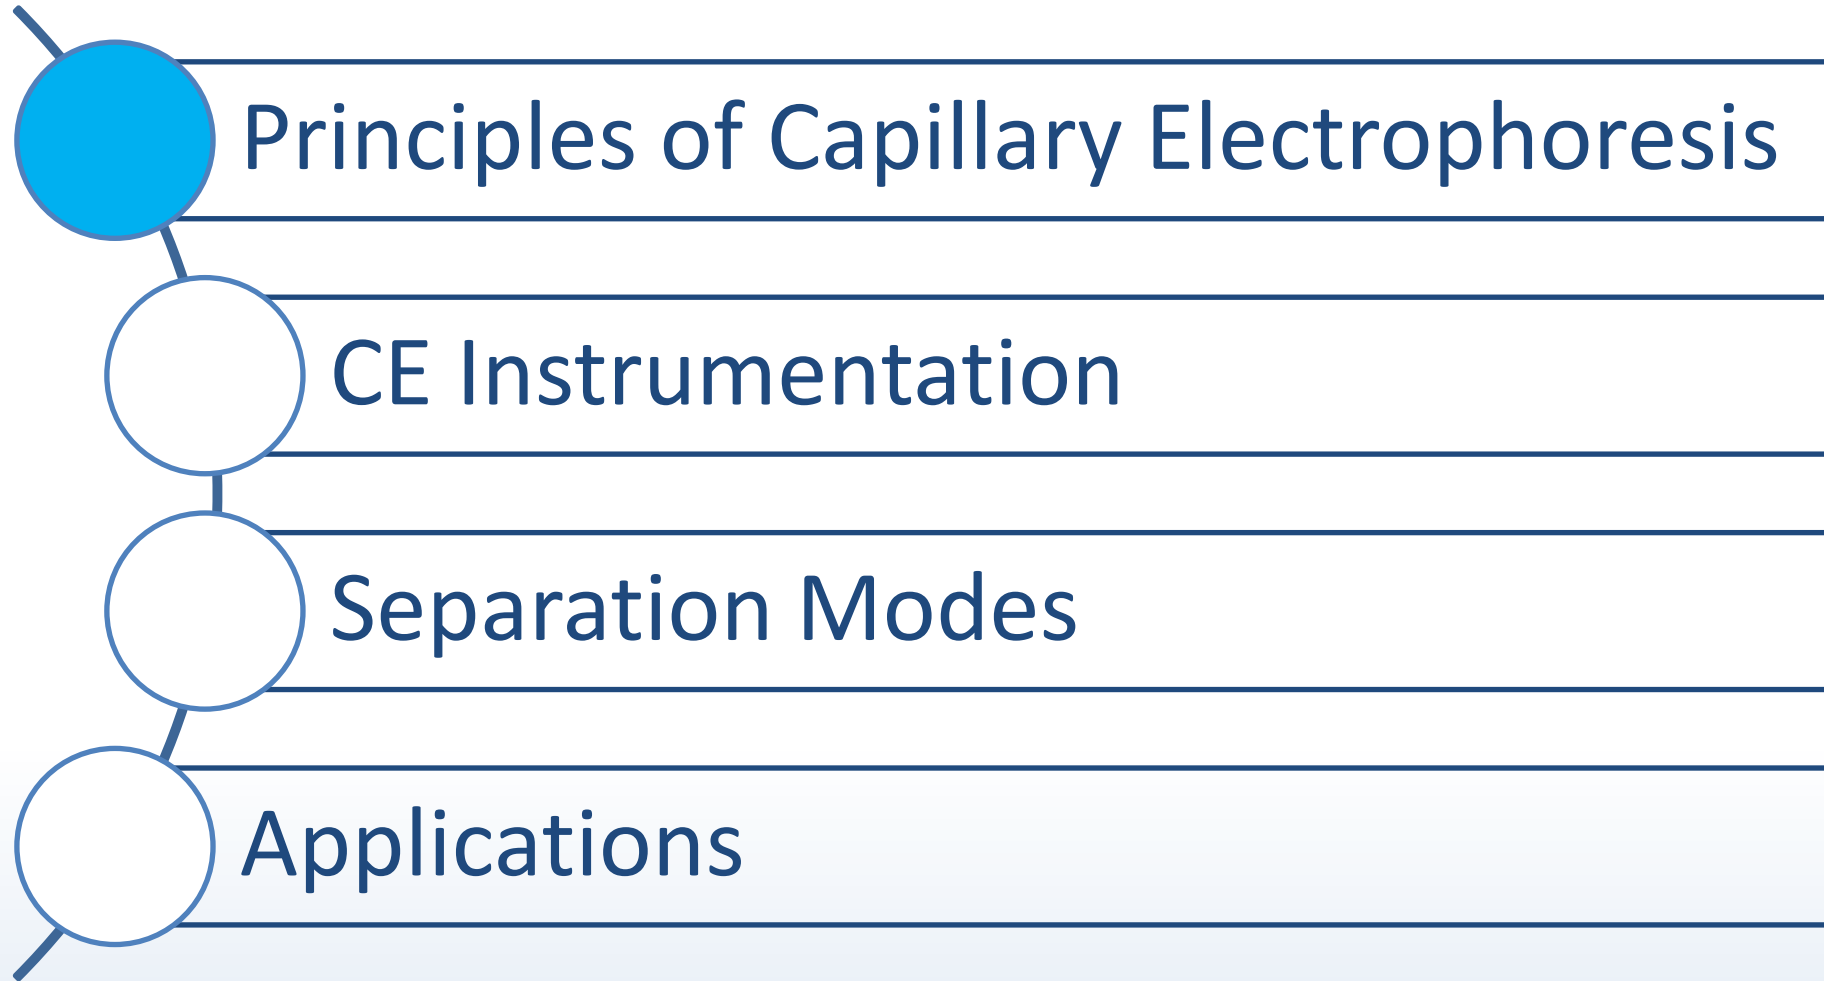 Principles of Capillary Electrophoresis
CE Instrumentation
Separation Modes
Applications